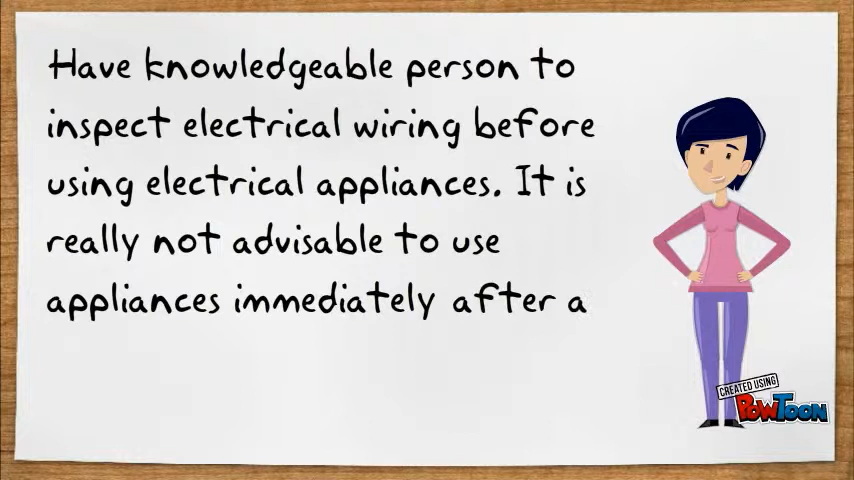 Have knowledgeable person to
inspect electrical wiring before
using electrical appliances. It is
really not advisable to use
appliances immediately after a
CREATED USING
POWTOON